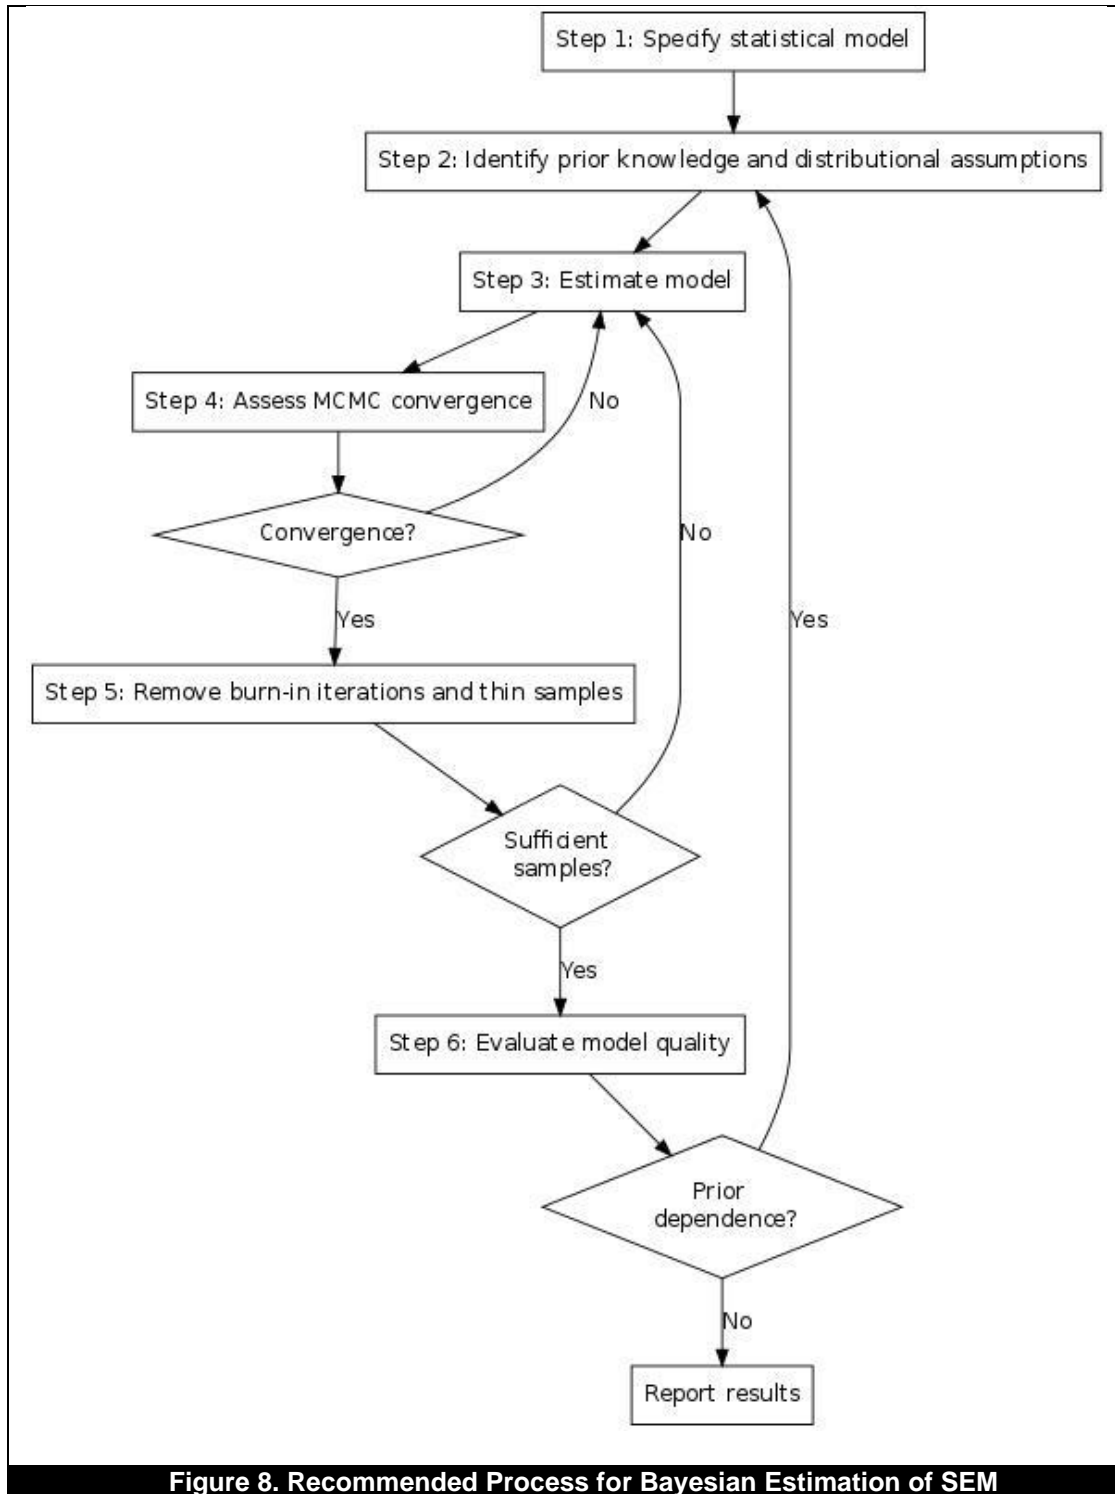 Step 1: Specify statistical model
Step 2: Identify prior knowledge and distributional assumptions
Step 3: Estimate model
Step 4: Assess MCMC convergence
No
Convergence?
No
Yes
Yes
Step 5: Remove burn-in iterations and thin samples
Sufficient
samples?
Yes
Step 6: Evaluate model quality
Prior
dependence?
No
Report results
Figure 8. Recommended Process for Bayesian Estimation of SEM